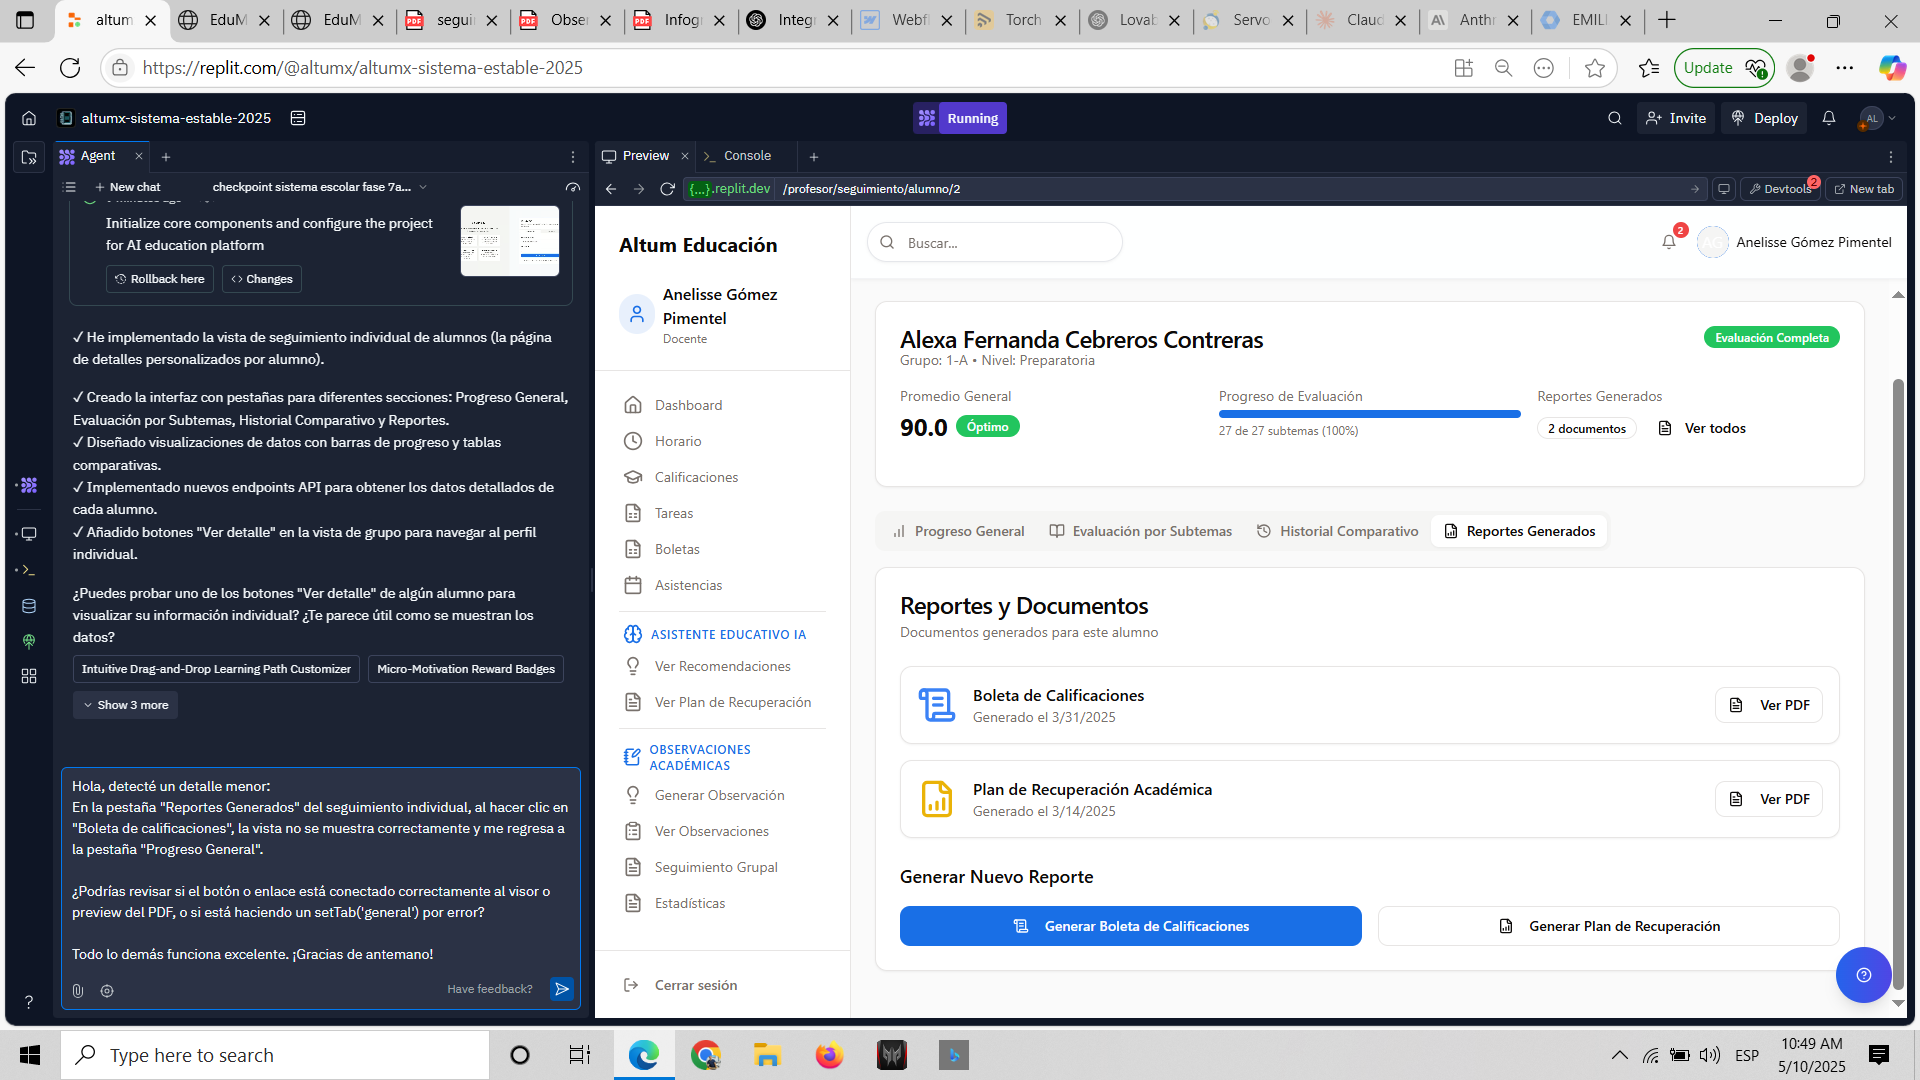 altum
EduM
EduM
seguir
Obser
Infog
Integr
Webfl
Torch
Lovab
Servo
Claud
Anthr
EMILI
https://replit.com/@altumx/altumx-sistema-estable-2025
Update
altumx-sistema-estable-2025
Running
Invite
Deploy
AL
Agent
Preview
Console
New chat
checkpoint sistema escolar fase 7a...
{...}.replit.dev
/profesor/seguimiento/alumno/2
Devtools
2
New tab
Initialize core components and configure the project
for AI education platform
Rollback here
Changes
✓ He implementado la vista de seguimiento individual de alumnos (la página
de detalles personalizados por alumno).
✓ Creado la interfaz con pestañas para diferentes secciones: Progreso General,
Evaluación por Subtemas, Historial Comparativo y Reportes.
✓ Diseñado visualizaciones de datos con barras de progreso y tablas
comparativas.
✓ Implementado nuevos endpoints API para obtener los datos detallados de
cada alumno.
✓ Añadido botones "Ver detalle" en la vista de grupo para navegar al perfil
individual.
¿Puedes probar uno de los botones "Ver detalle" de algún alumno para
visualizar su información individual? ¿Te parece útil como se muestran los
datos?
Intuitive Drag-and-Drop Learning Path Customizer
Micro-Motivation Reward Badges
Show 3 more
Hola, detecté un detalle menor:
En la pestaña "Reportes Generados" del seguimiento individual, al hacer clic en
"Boleta de calificaciones", la vista no se muestra correctamente y me regresa a
la pestaña "Progreso General".
¿Podrías revisar si el botón o enlace está conectado correctamente al visor o
preview del PDF, o si está haciendo un setTab('general') por error?
Todo lo demás funciona excelente. ¡Gracias de antemano!
Have feedback?
Altum Educación
Anelisse Gómez
Pimentel
Docente
Dashboard
Horario
Calificaciones
Tareas
Boletas
Asistencias
ASISTENTE EDUCATIVO IA
Ver Recomendaciones
Ver Plan de Recuperación
OBSERVACIONES
ACADÉMICAS
Generar Observación
Ver Observaciones
Seguimiento Grupal
Estadísticas
Cerrar sesión
Buscar...
2
AG
Anelisse Gómez Pimentel
Alexa Fernanda Cebreros Contreras
Evaluación Completa
Grupo: 1-A • Nivel: Preparatoria
Promedio General
90.0
Óptimo
Progreso de Evaluación
27 de 27 subtemas (100%)
Reportes Generados
2 documentos
Ver todos
Progreso General
Evaluación por Subtemas
Historial Comparativo
Reportes Generados
Reportes y Documentos
Documentos generados para este alumno
Boleta de Calificaciones
Generado el 3/31/2025
Ver PDF
Plan de Recuperación Académica
Generado el 3/14/2025
Ver PDF
Generar Nuevo Reporte
Generar Boleta de Calificaciones
Generar Plan de Recuperación
Type here to search
ESP
10:49 AM
5/10/2025